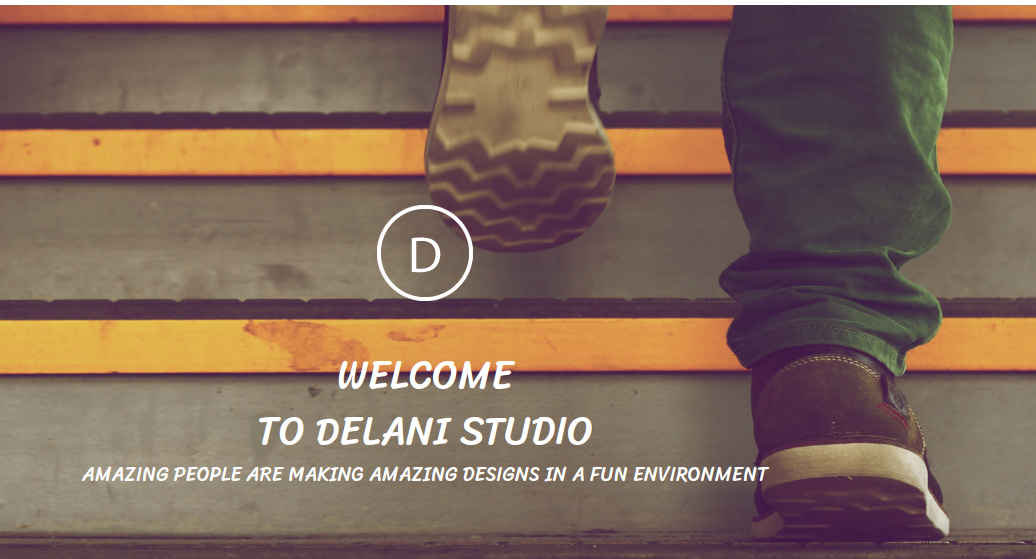 D
WELCOME
TO DELANI STUDIO
AMAZING PEOPLE ARE MAKING AMAZING DESIGNS IN A FUN ENVIRONMENT